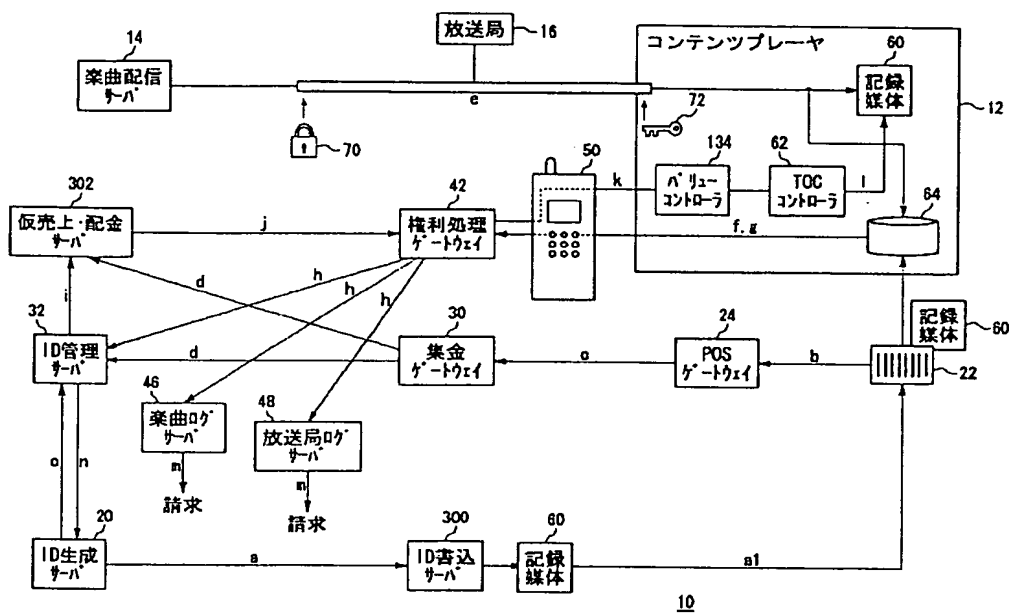 放送局
16
コンテンツプレーヤ
14
楽曲配信
サーバ
e
60
記録
媒体
12
70
72
50
134
バリュー
コントローラ
62
TOC
コントローラ
k
l
64
302
仮売上・配金
サーバ
j
42
権利処理
ゲートウェイ
f,g
d
h
h
h
i
32
ID管理
サーバ
d
30
集金
ゲートウェイ
c
24
POS
ゲートウェイ
b
記録
媒体
60
22
46
楽曲ログ
サーバ
48
放送局ログ
サーバ
m
請求
m
請求
o
n
20
ID生成
サーバ
a
300
ID書込
サーバ
60
記録
媒体
a1
10